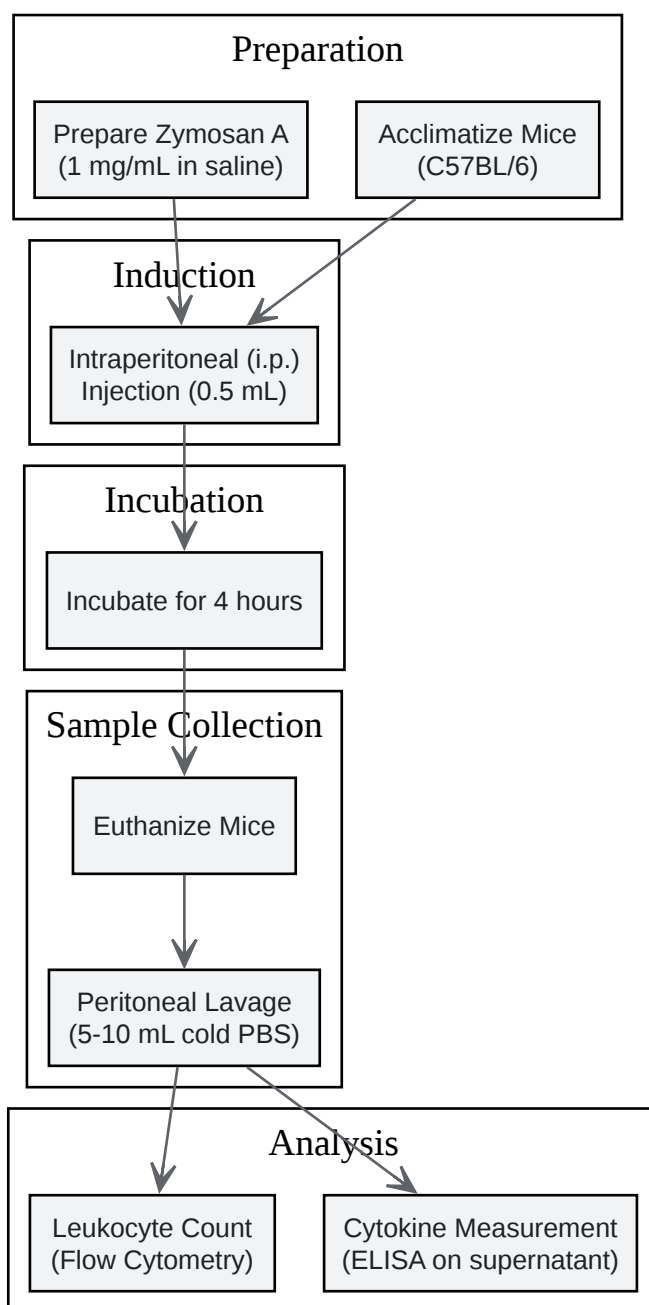 Preparation
Prepare Zymosan A
(1 mg/mL in saline)
Acclimatize Mice
(C57BL/6)
Induction
Intraperitoneal (i.p.)
Injection (0.5 mL)
Incubation
Incubate for 4 hours
Sample Collection
Euthanize Mice
Peritoneal Lavage
(5-10 mL cold PBS)
Analysis
Leukocyte Count
(Flow Cytometry)
Cytokine Measurement
(ELISA on supernatant)